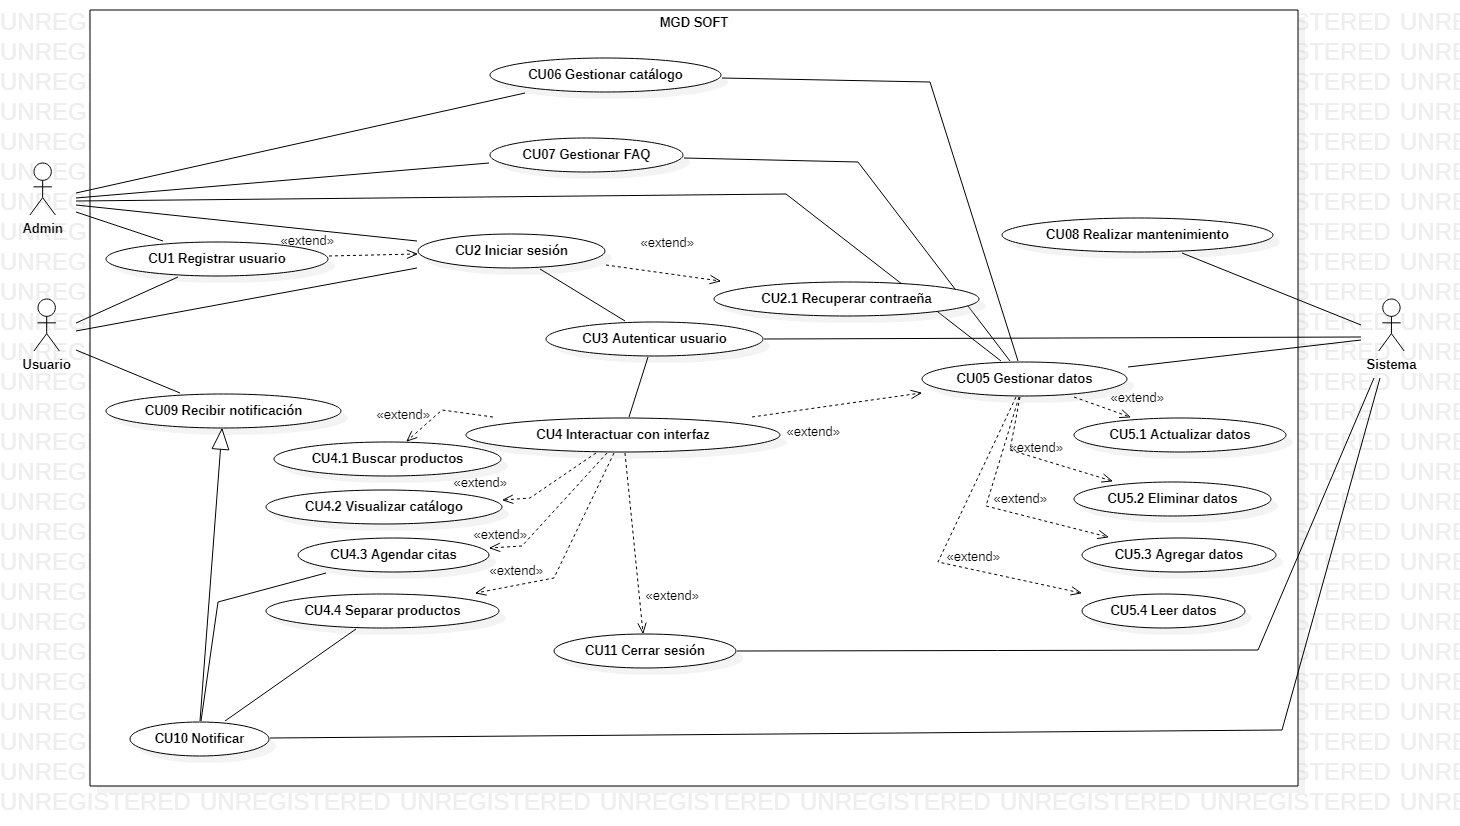 MGD SOFT
CU06 Gestionar catálogo
CU07 Gestionar FAQ
Admin
«extend»
CU1 Registrar usuario
CU2 Iniciar sesión
«extend»
CU08 Realizar mantenimiento
CU2.1 Recuperar contraeña
Usuario
CU3 Autenticar usuario
Sistema
CU05 Gestionar datos
«extend»
CU09 Recibir notificación
«extend»
CU4 Interactuar con interfaz
«extend»
CU5.1 Actualizar datos
«extend»
CU4.1 Buscar productos
«extend»
CU5.2 Eliminar datos
«extend»
CU4.2 Visualizar catálogo
«extend»
CU5.3 Agregar datos
«extend»
CU4.3 Agendar citas
«extend»
«extend»
CU4.4 Separar productos
CU5.4 Leer datos
«extend»
CU11 Cerrar sesión
CU10 Notificar
UNREGISTERED UNREGISTERED UNREGISTERED UNREGISTERED UNREGISTERED UNREGISTERED UNREGISTERED UNRE